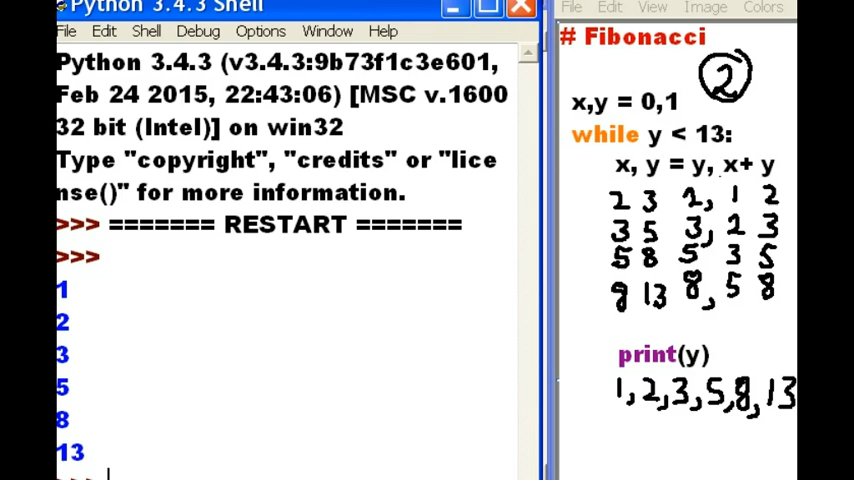 Python 3.4.3 Shell
File Edit Shell Debug Options Window Help
Python 3.4.3 (v3.4.3:9b73f1c3e601,
Feb 24 2015, 22:43:06) [MSC v.1600
32 bit (Intel)] on win32
Type "copyright", "credits" or "lice
nse()" for more information.
>>> ======= RESTART =======
>>>
1
2
3
5
8
13
>>>
File Edit View Image Colors
# Fibonacci
2
x,y = 0,1
while y < 13:
x, y = y, x+ y
2 3 2, 1 2
3 5 3, 2 3
5 8 5 3 5
8 13 8, 5 8
print(y)
1,2,3,5,8,13